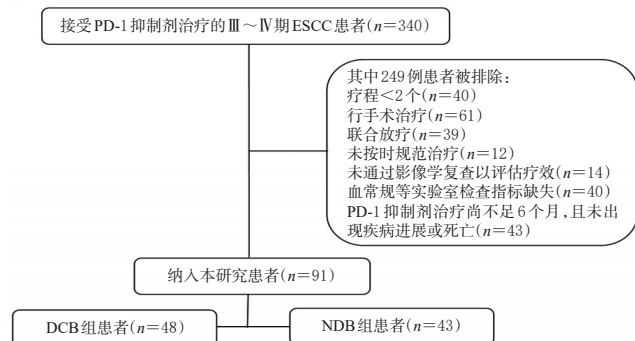 接受PD-1抑制剂治疗的Ⅲ～Ⅳ期ESCC患者(n=340)
其中249例患者被排除：
疗程<2个(n=40)
行手术治疗(n=61)
联合放疗(n=39)
未按时规范治疗(n=12)
未通过影像学复查以评估疗效(n=14)
血常规等实验室检查指标缺失(n=40)
PD-1抑制剂治疗尚不足6个月，且未出
现疾病进展或死亡(n=43)
纳入本研究患者(n=91)
DCB组患者(n=48)
NDB组患者(n=43)